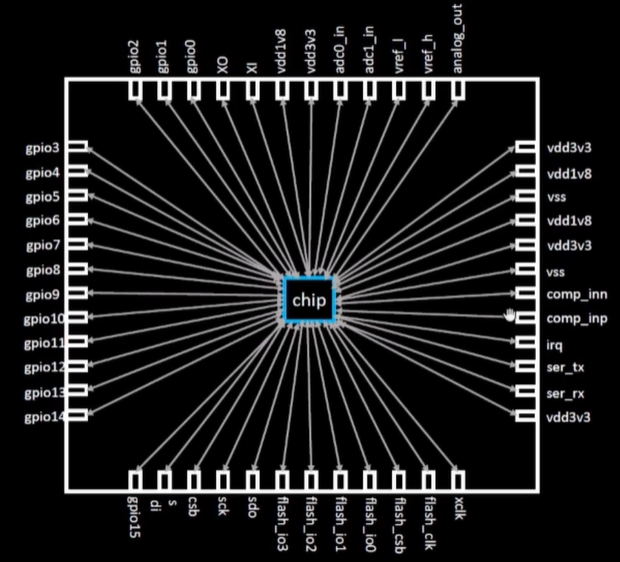 gpio2
gpio1
gpio0
XO
XI
vdd1v8
vdd3v3
adc0_in
adc1_in
vref_l
vref_h
analog_out
gpio3
gpio4
gpio5
gpio6
gpio7
gpio8
gpio9
gpio10
gpio11
gpio12
gpio13
gpio14
chip
vdd3v3
vdd1v8
vss
vdd1v8
vdd3v3
vss
comp_inn
comp_inp
irq
ser_tx
ser_rx
vdd3v3
gpio15
s
di
csb
sck
sdo
flash_io3
flash_io2
flash_io1
flash_io0
flash_csb
flash_clk
xclk